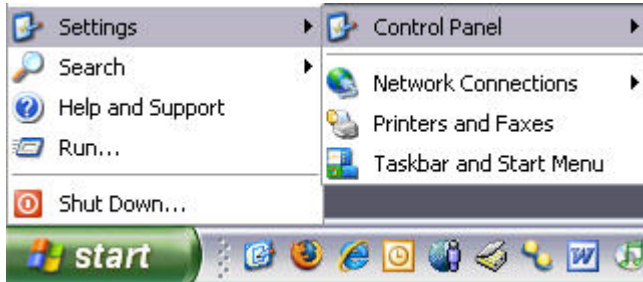 Settings
Search
Help and Support
Run...
Shut Down...
Control Panel
Network Connections
Printers and Faxes
Taskbar and Start Menu
start